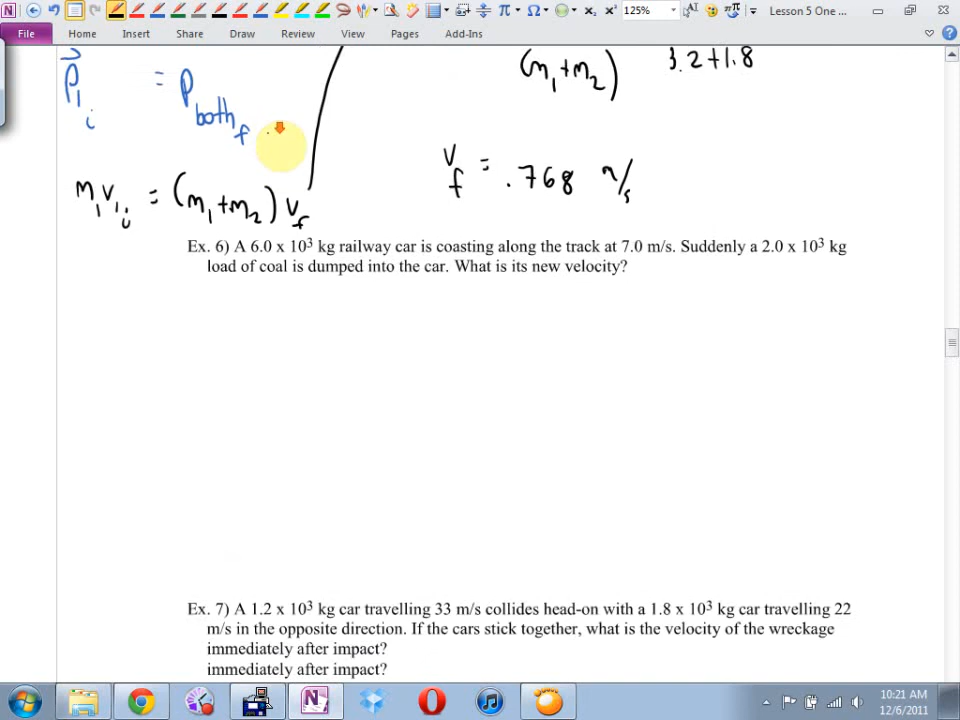 125% Lesson 5 One ...
File Home Insert Share Draw Review View Pages Add-Ins
P⃗1i = P both f
(m1+m2) 3.2+1.8
vf = .768 m/s
m1v1i = (m1+m2) vf
Ex. 6) A 6.0 x 10³ kg railway car is coasting along the track at 7.0 m/s. Suddenly a 2.0 x 10³ kg
load of coal is dumped into the car. What is its new velocity?
Ex. 7) A 1.2 x 10³ kg car travelling 33 m/s collides head-on with a 1.8 x 10³ kg car travelling 22
m/s in the opposite direction. If the cars stick together, what is the velocity of the wreckage
immediately after impact?
immediately after impact?
10:21 AM
12/6/2011